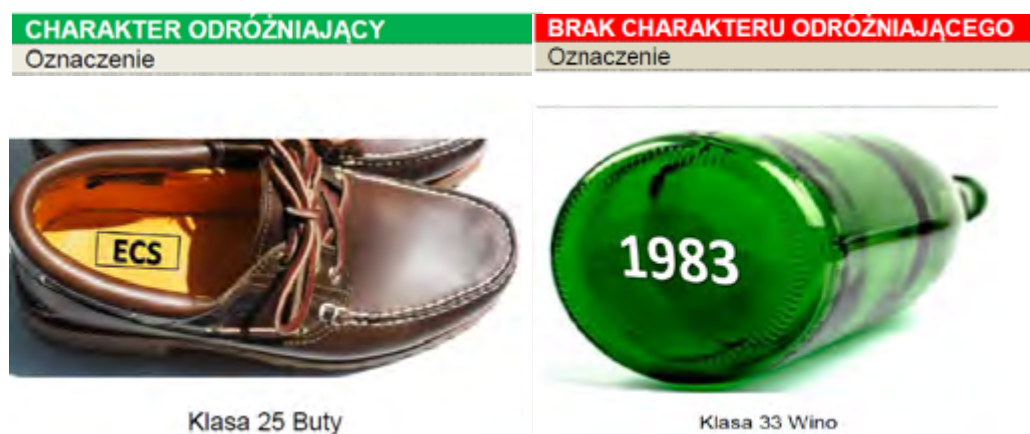 CHARAKTER ODRÓŻNIAJĄCY
Oznaczenie
ECS
Klasa 25 Buty
BRAK CHARAKTERU ODRÓŻNIAJĄCEGO
Oznaczenie
1983
Klasa 33 Wino